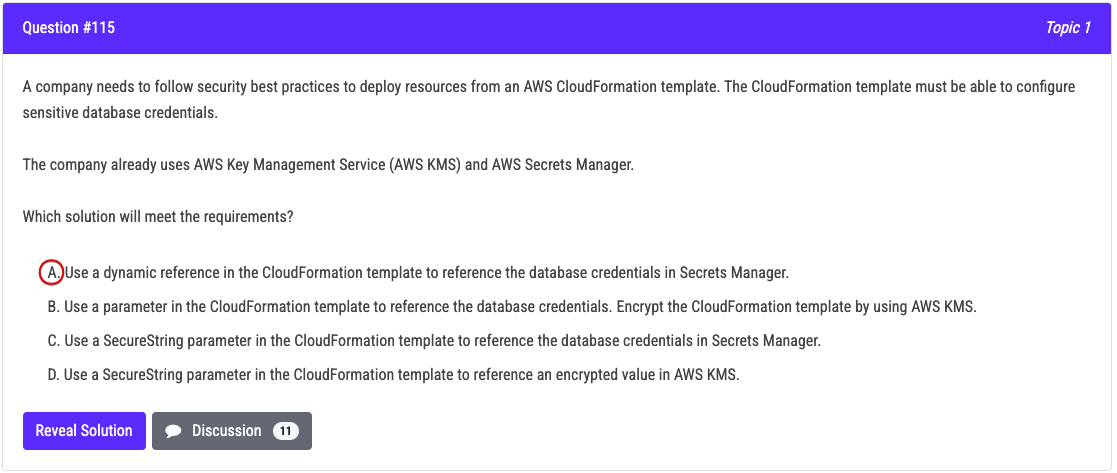 Question #115 Topic 1
A company needs to follow security best practices to deploy resources from an AWS CloudFormation template. The CloudFormation template must be able to configure
sensitive database credentials.
The company already uses AWS Key Management Service (AWS KMS) and AWS Secrets Manager.
Which solution will meet the requirements?
A. Use a dynamic reference in the CloudFormation template to reference the database credentials in Secrets Manager.
B. Use a parameter in the CloudFormation template to reference the database credentials. Encrypt the CloudFormation template by using AWS KMS.
C. Use a SecureString parameter in the CloudFormation template to reference the database credentials in Secrets Manager.
D. Use a SecureString parameter in the CloudFormation template to reference an encrypted value in AWS KMS.
Reveal Solution Discussion 11